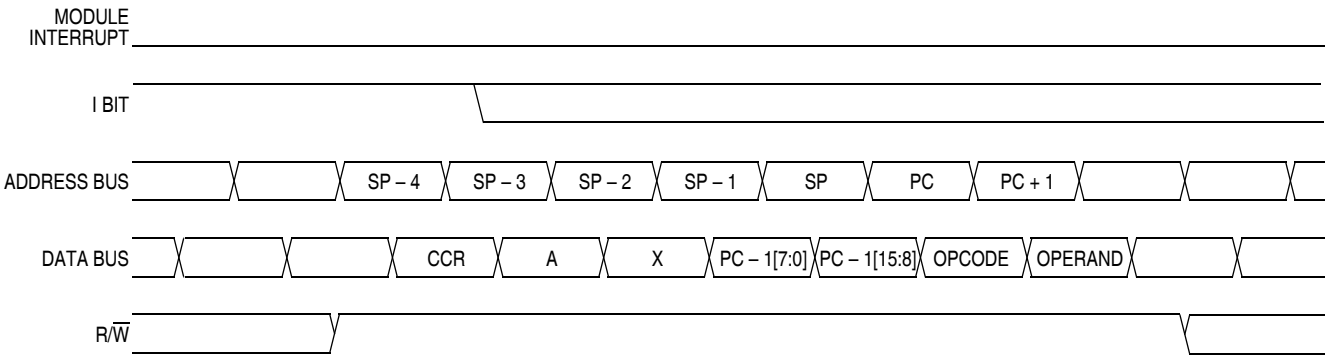 MODULE
INTERRUPT
I BIT
ADDRESS BUS SP – 4 SP – 3 SP – 2 SP – 1 SP PC PC + 1
DATA BUS CCR A X PC – 1[7:0] PC – 1[15:8] OPCODE OPERAND
R/W̅